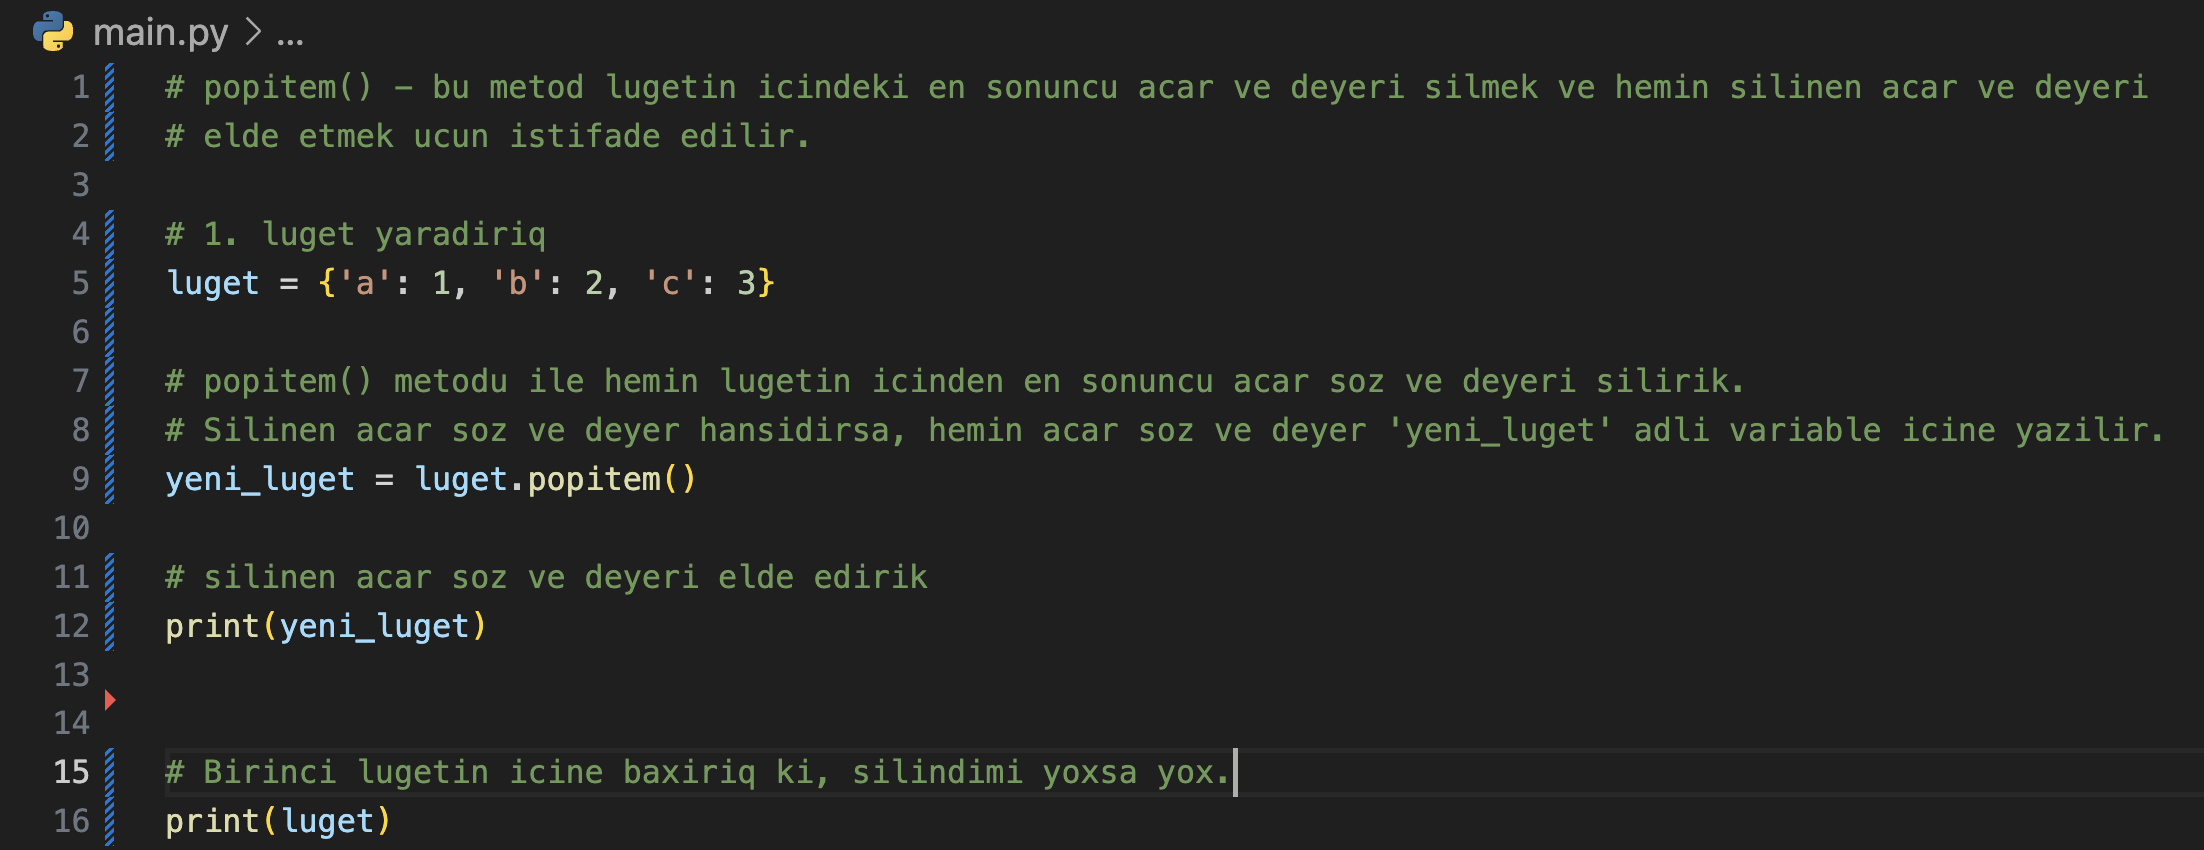 main.py > ...
1 # popitem() - bu metod lugetin icindeki en sonuncu acar ve deyeri silmek ve hemin silinen acar ve deyeri
2 # elde etmek ucun istifade edilir.
3
4 # 1. luget yaradiriq
5 luget = {'a': 1, 'b': 2, 'c': 3}
6
7 # popitem() metodu ile hemin lugetin icinden en sonuncu acar soz ve deyeri silirik.
8 # Silinen acar soz ve deyer hansidirsa, hemin acar soz ve deyer 'yeni_luget' adli variable icine yazilir.
9 yeni_luget = luget.popitem()
10
11 # silinen acar soz ve deyeri elde edirik
12 print(yeni_luget)
13
14
15 # Birinci lugetin icine baxiriq ki, silindimi yoxsa yox.
16 print(luget)